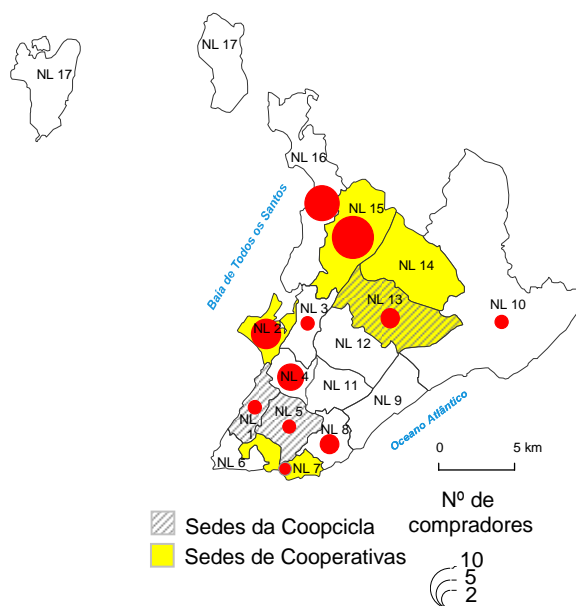 NL 17
NL 17
NL 16
Baía de Todos os Santos
NL 15
NL 14
NL 13
NL 10
NL 3
NL 2
NL 12
NL 4
NL 11
NL 9
NL 5
NL
1
NL 8
NL 6
NL 7
Oceano Atlântico
0 5 km
Nº de
compradores
10
5
2
Sedes da Coopcicla
Sedes de Cooperativas